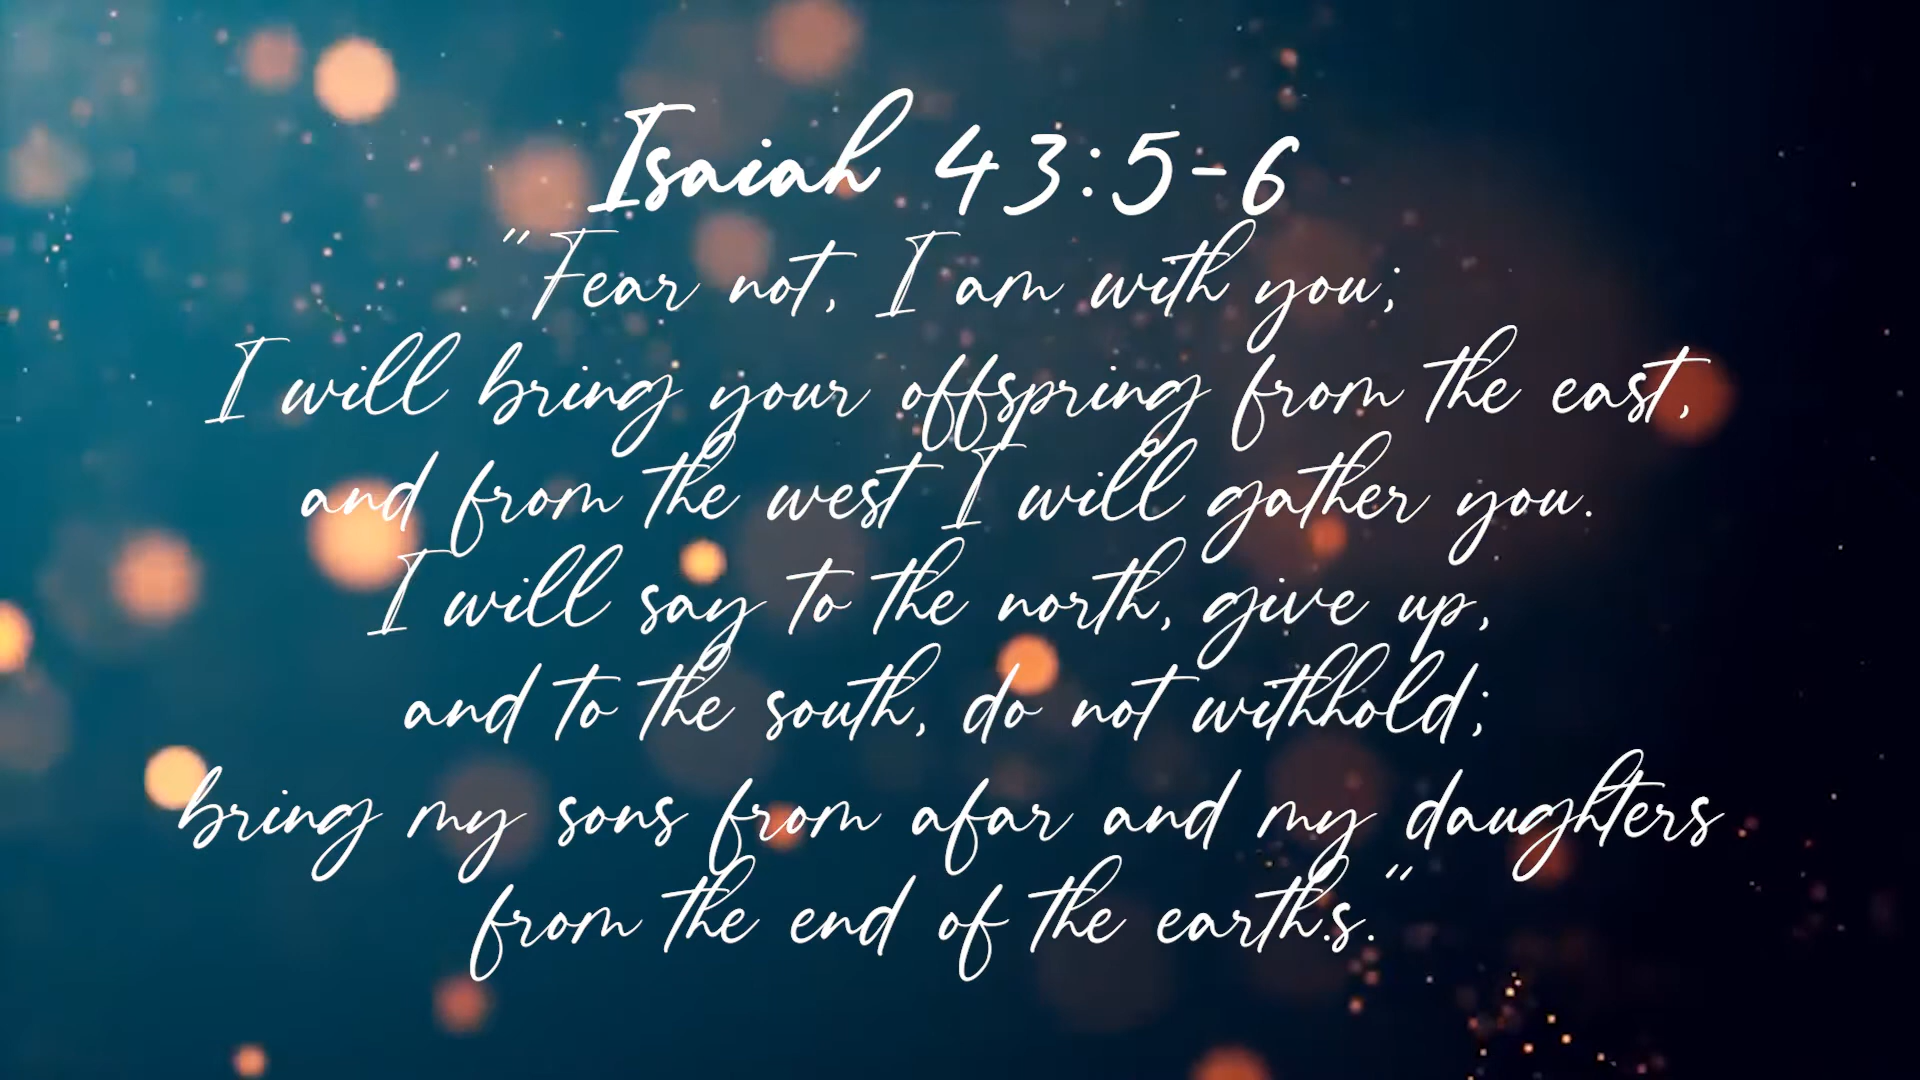 Isaiah 43:5-6
"Fear not, I am with you;
I will bring your offspring from the east,
and from the west I will gather you.
I will say to the north, give up,
and to the south, do not withhold;
bring my sons from afar and my daughters
from the end of the earth.s."